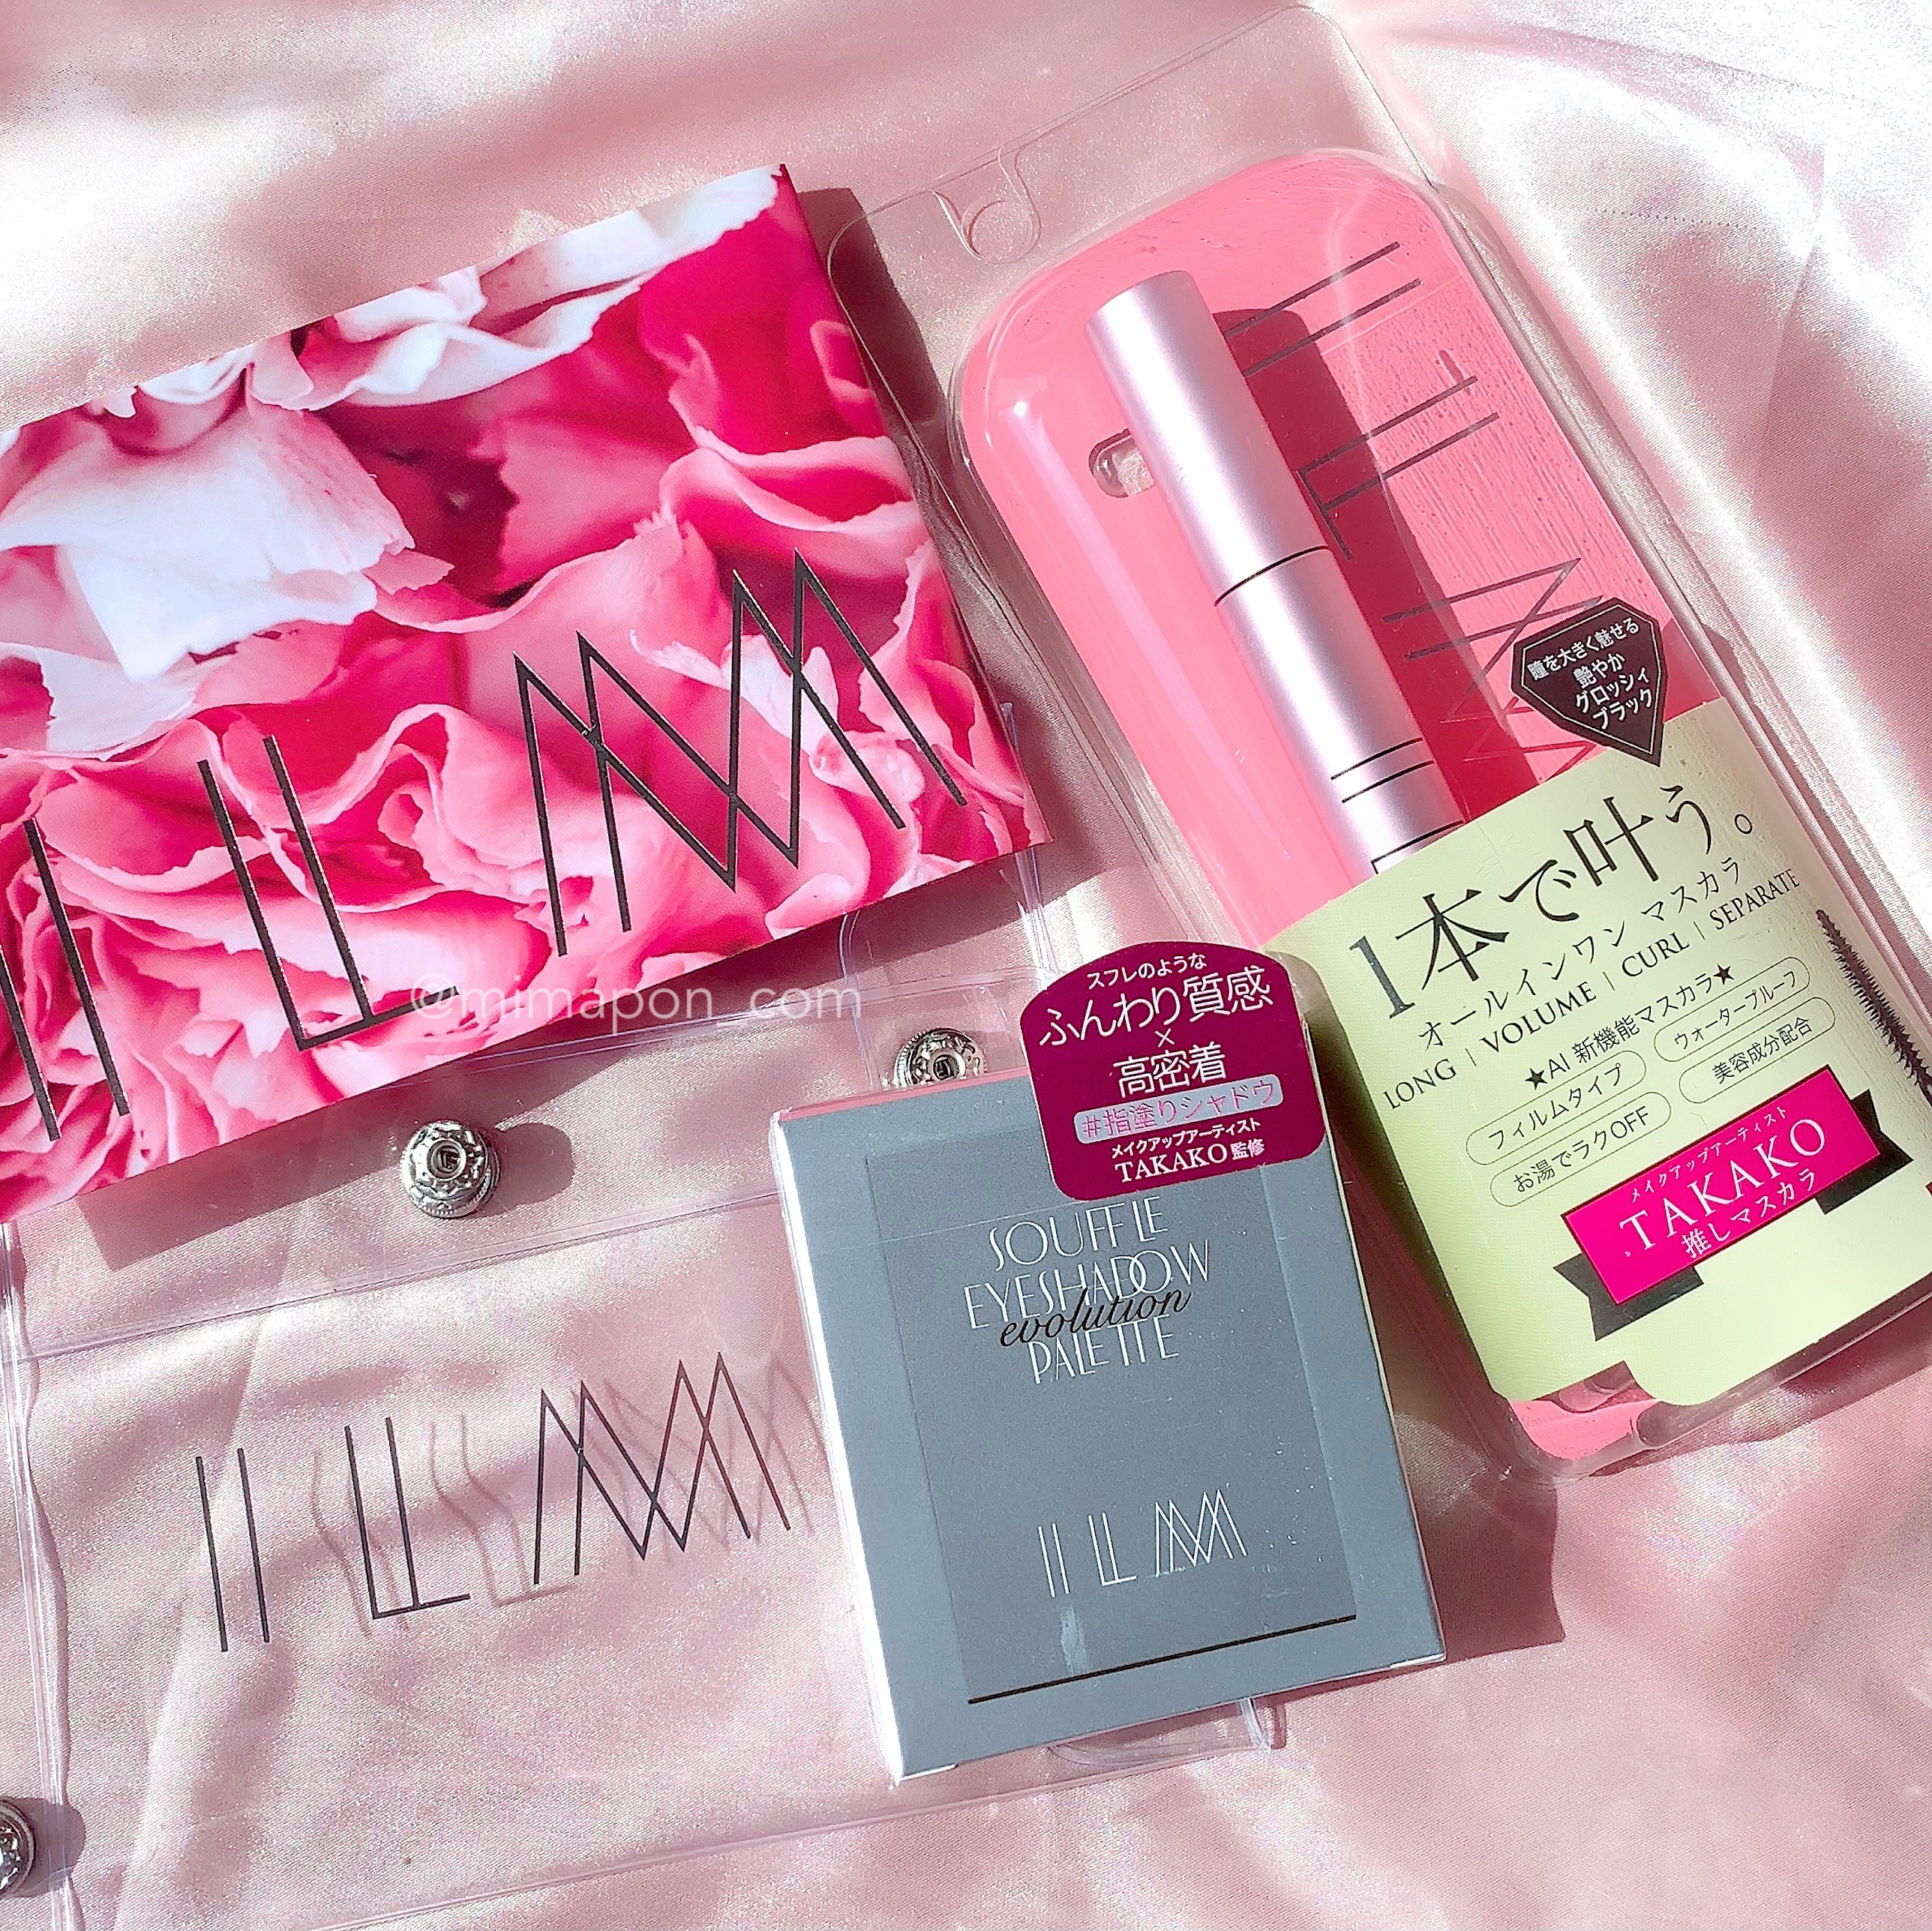 ILM
@mimapon_com
ILM
瞳を大きく魅せる
艶やか
グロッシィ
ブラック
1本で叶う。
オールインワン マスカラ
LONG | VOLUME | CURL | SEPARATE
★AI 新機能マスカラ★
フィルムタイプ
ウォータープルーフ
お湯でラクOFF
美容成分配合
メイクアップアーティスト
TAKAKO
推しマスカラ
スフレのような
ふんわり質感
×
高密着
#指塗りシャドウ
メイクアップアーティスト
TAKAKO監修
SOUFFLE
EYESHADOW
evolution
PALETTE
ILM
ILM